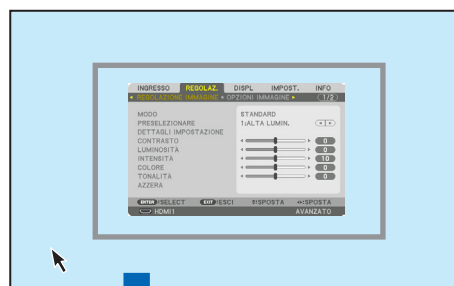 INGRESSO REGOLAZ. DISPL IMPOST. INFO
REGOLAZIONE IMMAGINE • OPZIONI IMMAGINE (1/2)
MODO STANDARD
PRESELEZIONARE 1:ALTA LUMIN.
DETTAGLI IMPOSTAZIONE
CONTRASTO 0
LUMINOSITÀ 0
INTENSITÀ 10
COLORE 0
TONALITÀ 0
AZZERA
ENTER:SELECT EXIT:ESCI ↕:SPOSTA ↔:SPOSTA
HDMI1 AVANZATO